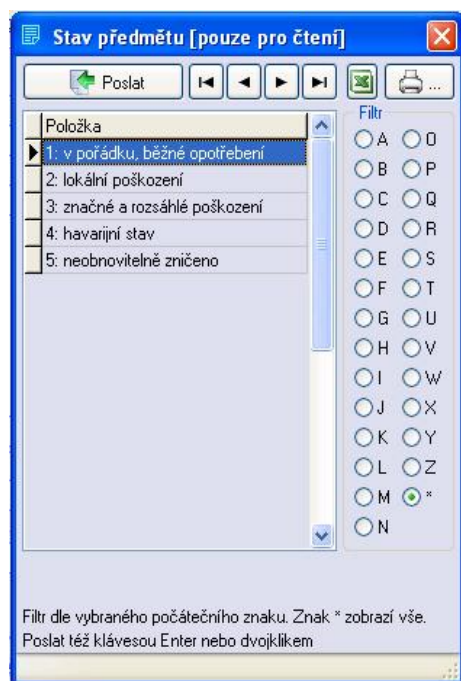 Stav předmětu [pouze pro čtení]
Poslat
...
Položka
1: v pořádku, běžné opotřebení
2: lokální poškození
3: značné a rozsáhlé poškození
4: havarijní stav
5: neobnovitelně zničeno
Filtr
A O
B P
C Q
D R
E S
F T
G U
H V
I W
J X
K Y
L Z
M *
N
Filtr dle vybraného počátečního znaku. Znak * zobrazí vše.
Poslat též klávesou Enter nebo dvojklikem